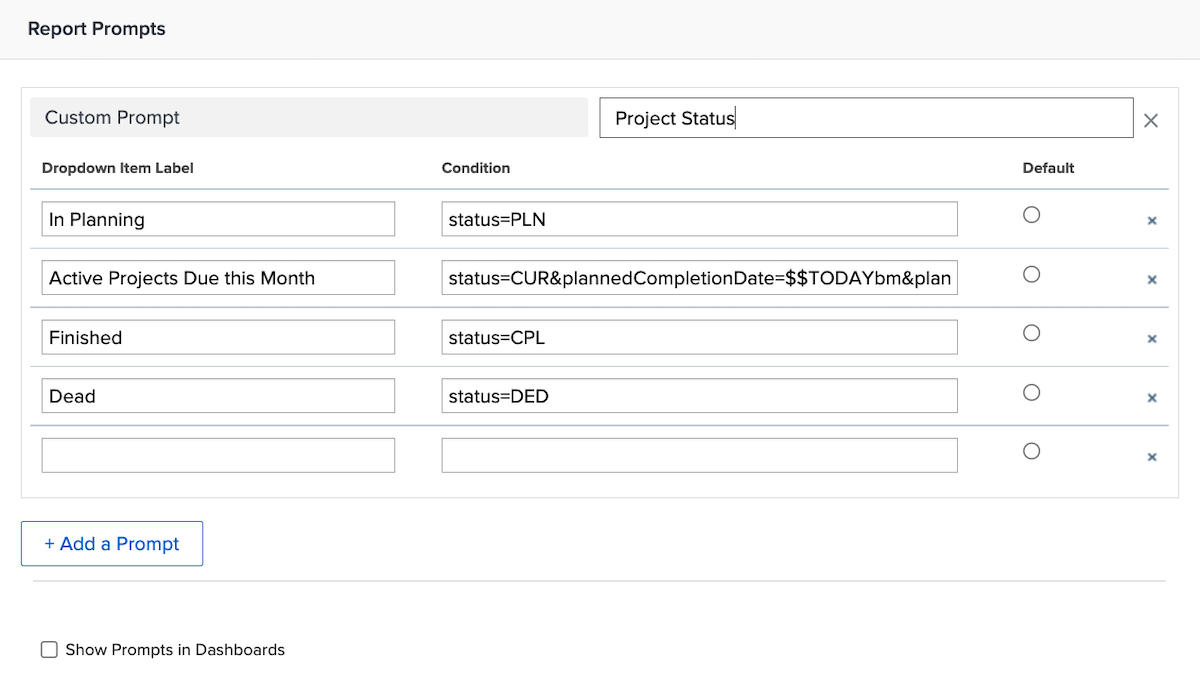 Report Prompts
Custom Prompt Project Status
Dropdown Item Label Condition Default
In Planning status=PLN
Active Projects Due this Month status=CUR&plannedCompletionDate=$$TODAYbm&plan
Finished status=CPL
Dead status=DED
+ Add a Prompt
Show Prompts in Dashboards